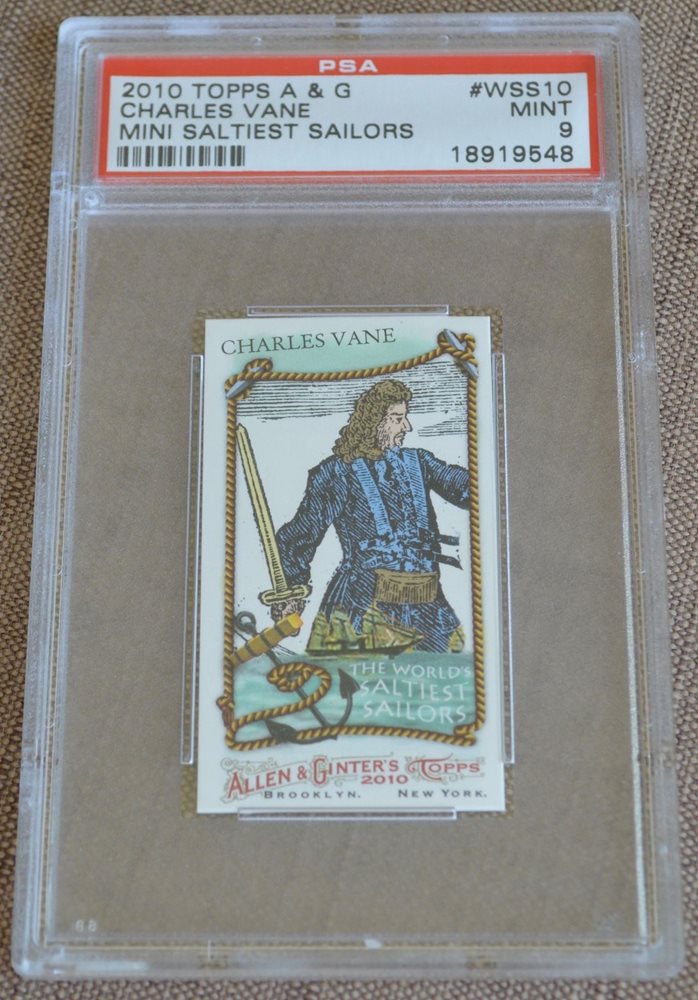 PSA
2010 TOPPS A & G #WSS10
CHARLES VANE MINT
MINI SALTIEST SAILORS 9
18919548
CHARLES VANE
THE WORLD'S
SALTIEST
SAILORS
ALLEN & GINTER'S TOPPS
2010
BROOKLYN. NEW YORK.